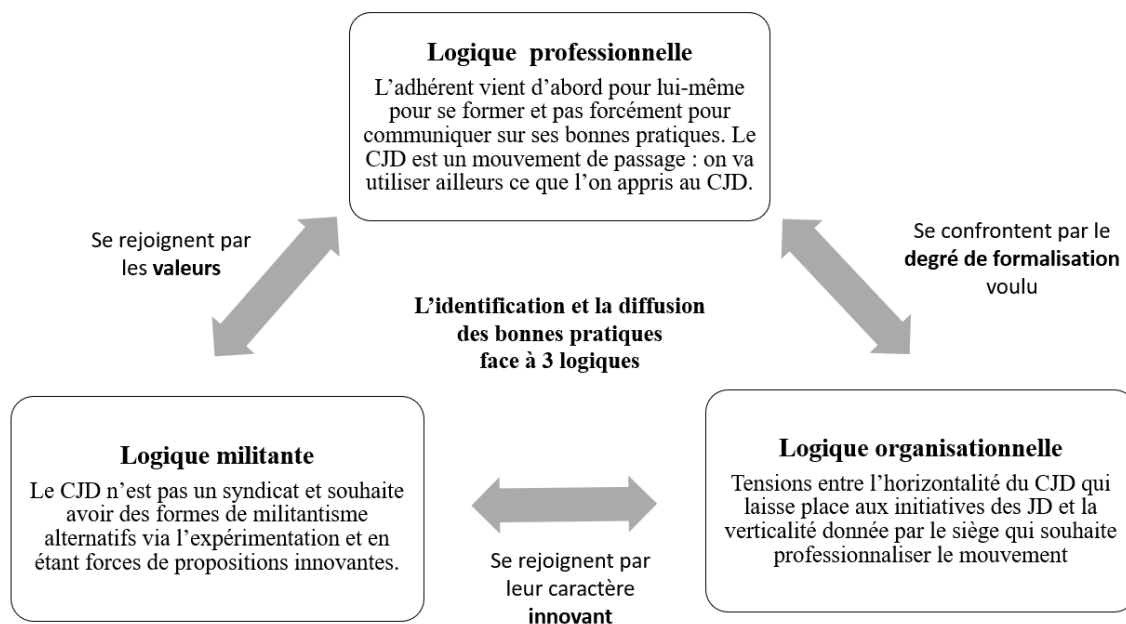 Logique professionnelle
L'adhérent vient d'abord pour lui-même
pour se former et pas forcément pour
communiquer sur ses bonnes pratiques. Le
CJD est un mouvement de passage : on va
utiliser ailleurs ce que l'on appris au CJD.
Se rejoignent par
les valeurs
Se confrontent par le
degré de formalisation
voulu
L'identification et la diffusion
des bonnes pratiques
face à 3 logiques
Logique militante
Le CJD n'est pas un syndicat et souhaite
avoir des formes de militantisme
alternatifs via l'expérimentation et en
étant forces de propositions innovantes.
Logique organisationnelle
Tensions entre l'horizontalité du CJD qui
laisse place aux initiatives des JD et la
verticalité donnée par le siège qui souhaite
professionnaliser le mouvement
Se rejoignent par
leur caractère
innovant